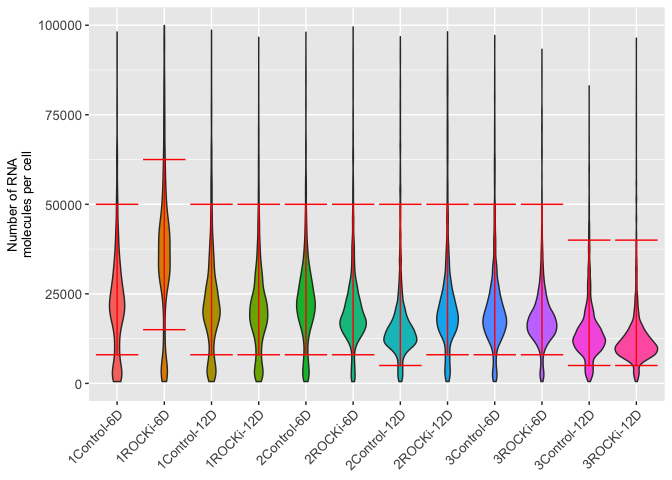 Number of RNA
molecules per cell
100000
75000
50000
25000
0
1Control-6D
1ROCKi-6D
1Control-12D
1ROCKi-12D
2Control-6D
2ROCKi-6D
2Control-12D
2ROCKi-12D
3Control-6D
3ROCKi-6D
3Control-12D
3ROCKi-12D